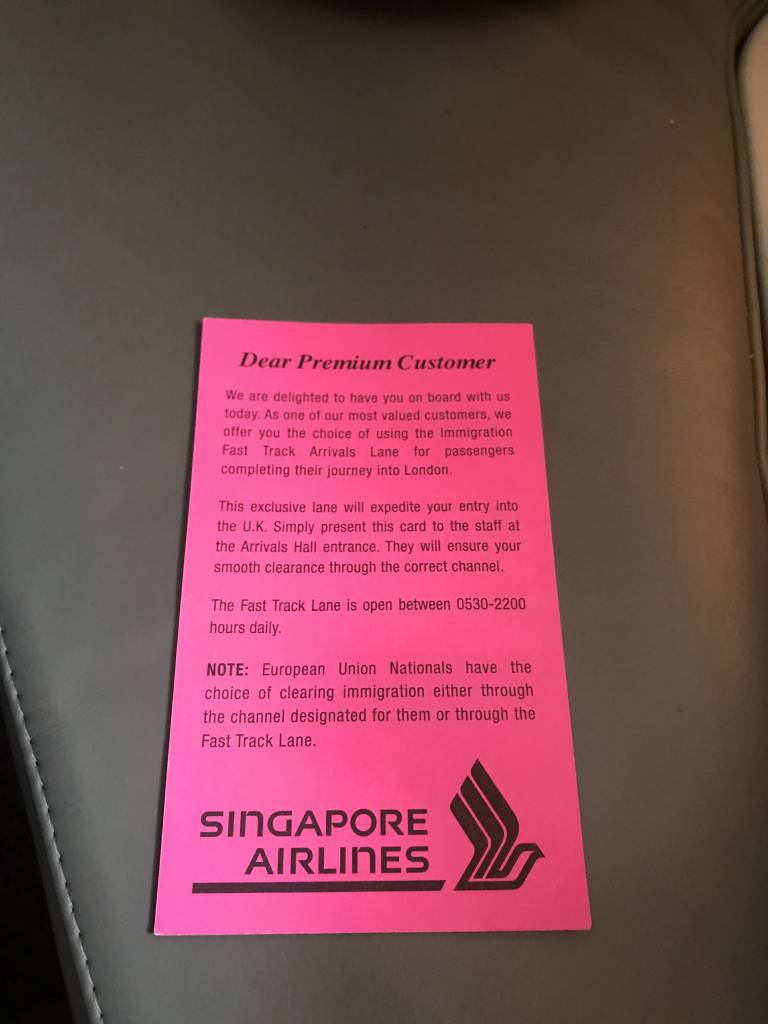 Dear Premium Customer
We are delighted to have you on board with us
today. As one of our most valued customers, we
offer you the choice of using the Immigration
Fast Track Arrivals Lane for passengers
completing their journey into London.
This exclusive lane will expedite your entry into
the U.K. Simply present this card to the staff at
the Arrivals Hall entrance. They will ensure your
smooth clearance through the correct channel.
The Fast Track Lane is open between 0530-2200
hours daily.
NOTE: European Union Nationals have the
choice of clearing immigration either through
the channel designated for them or through the
Fast Track Lane.
SINGAPORE
AIRLINES